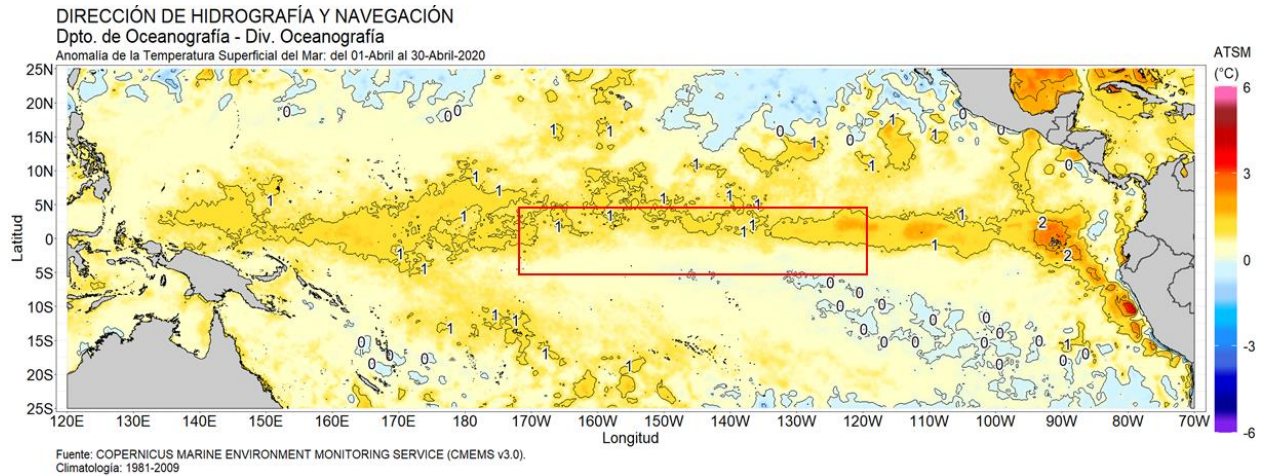 DIRECCIÓN DE HIDROGRAFÍA Y NAVEGACIÓN
Dpto. de Oceanografía - Div. Oceanografía
Anomalía de la Temperatura Superficial del Mar: del 01-Abril al 30-Abril-2020
ATSM
(°C)
25N
20N
15N
10N
5N
0
5S
10S
15S
20S
25S
Latitud
6
3
0
-3
-6
120E 130E 140E 150E 160E 170E 180 170W 160W 150W 140W 130W 120W 110W 100W 90W 80W 70W
Longitud
Fuente: COPERNICUS MARINE ENVIRONMENT MONITORING SERVICE (CMEMS v3.0).
Climatología: 1981-2009